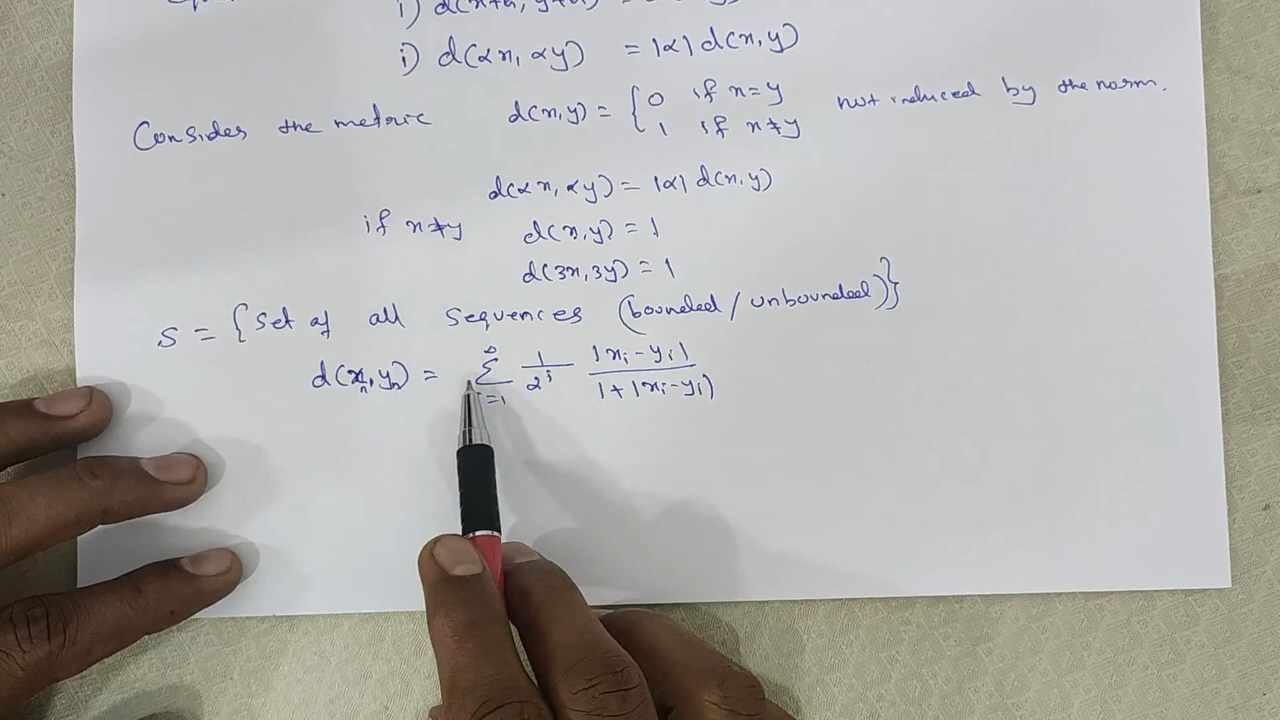 i) d(x+a, y+a) =
i) d(αx, αy) = |α| d(x, y)
Consider the metric d(x, y) = { 0 if x = y
1 if x ≠ y not induced by the norm.
d(αx, αy) = |α| d(x, y)
if x ≠ y d(x, y) = 1
d(3x, 3y) = 1
S = {set of all sequences (bounded/unbounded)}
d(xₙ, yₙ) = ∑_{i=1}^{∞} 1/2^i |xᵢ - yᵢ| / 1 + |xᵢ - yᵢ|